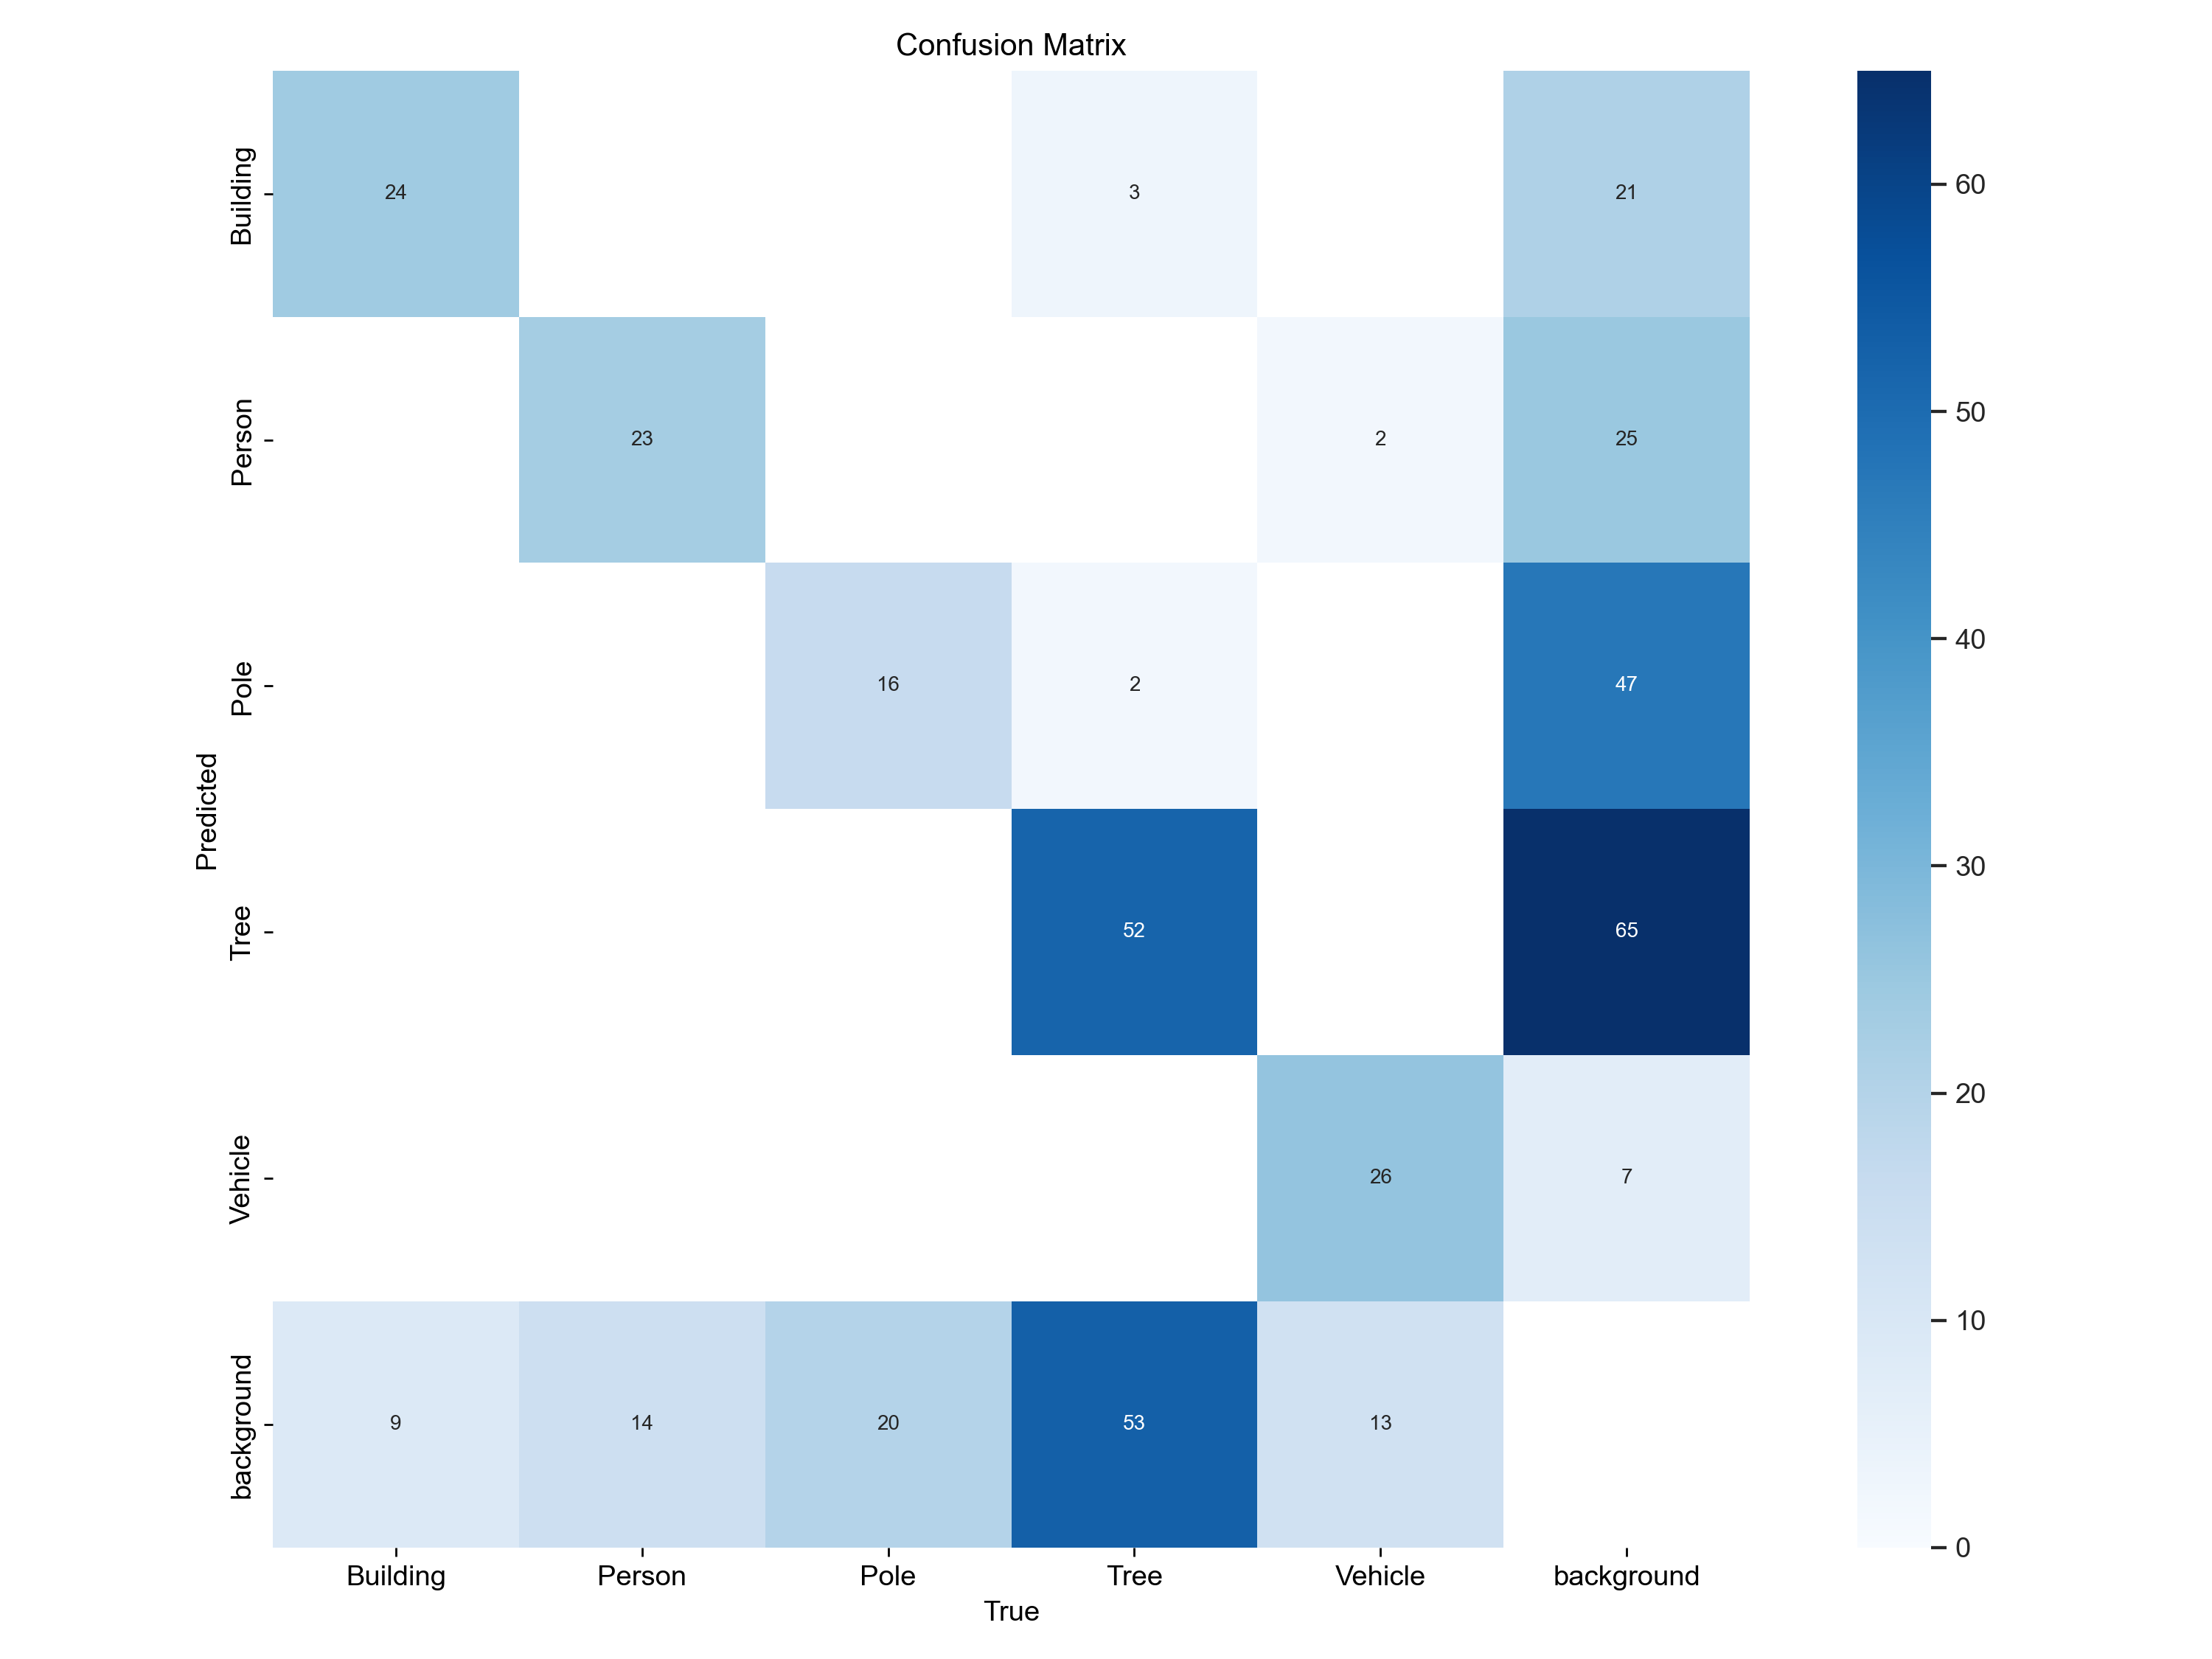 Confusion Matrix
Building
24
3
21
Person
23
2
25
Pole
16
2
47
Tree
52
65
Vehicle
26
7
background
9
14
20
53
13
Predicted
Building Person Pole Tree Vehicle background
True
60
50
40
30
20
10
0